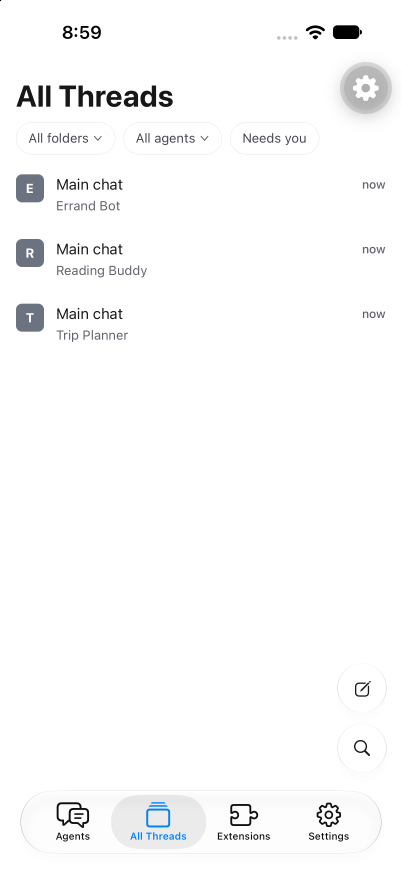 8:59
All Threads
All folders
All agents
Needs you
E
Main chat
now
Errand Bot
R
Main chat
now
Reading Buddy
T
Main chat
now
Trip Planner
Agents
All Threads
Extensions
Settings